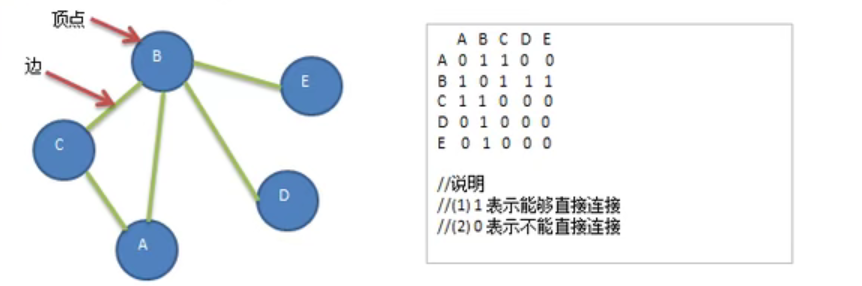 顶点
边
B
E
C
D
A
A B C D E
A 0 1 1 0 0
B 1 0 1 1 1
C 1 1 0 0 0
D 0 1 0 0 0
E 0 1 0 0 0
//说明
//(1) 1 表示能够直接连接
//(2) 0 表示不能直接连接